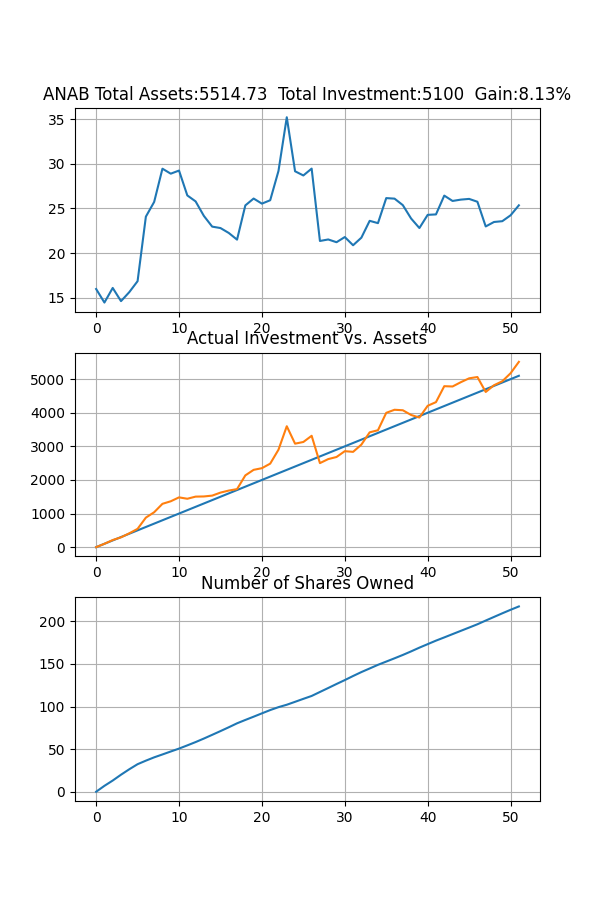 ANAB Total Assets:5514.73  Total Investment:5100  Gain:8.13%
35
30
25
20
15
0 10 20 30 40 50
Actual Investment vs. Assets
5000
4000
3000
2000
1000
0
0 10 20 30 40 50
Number of Shares Owned
200
150
100
50
0
0 10 20 30 40 50